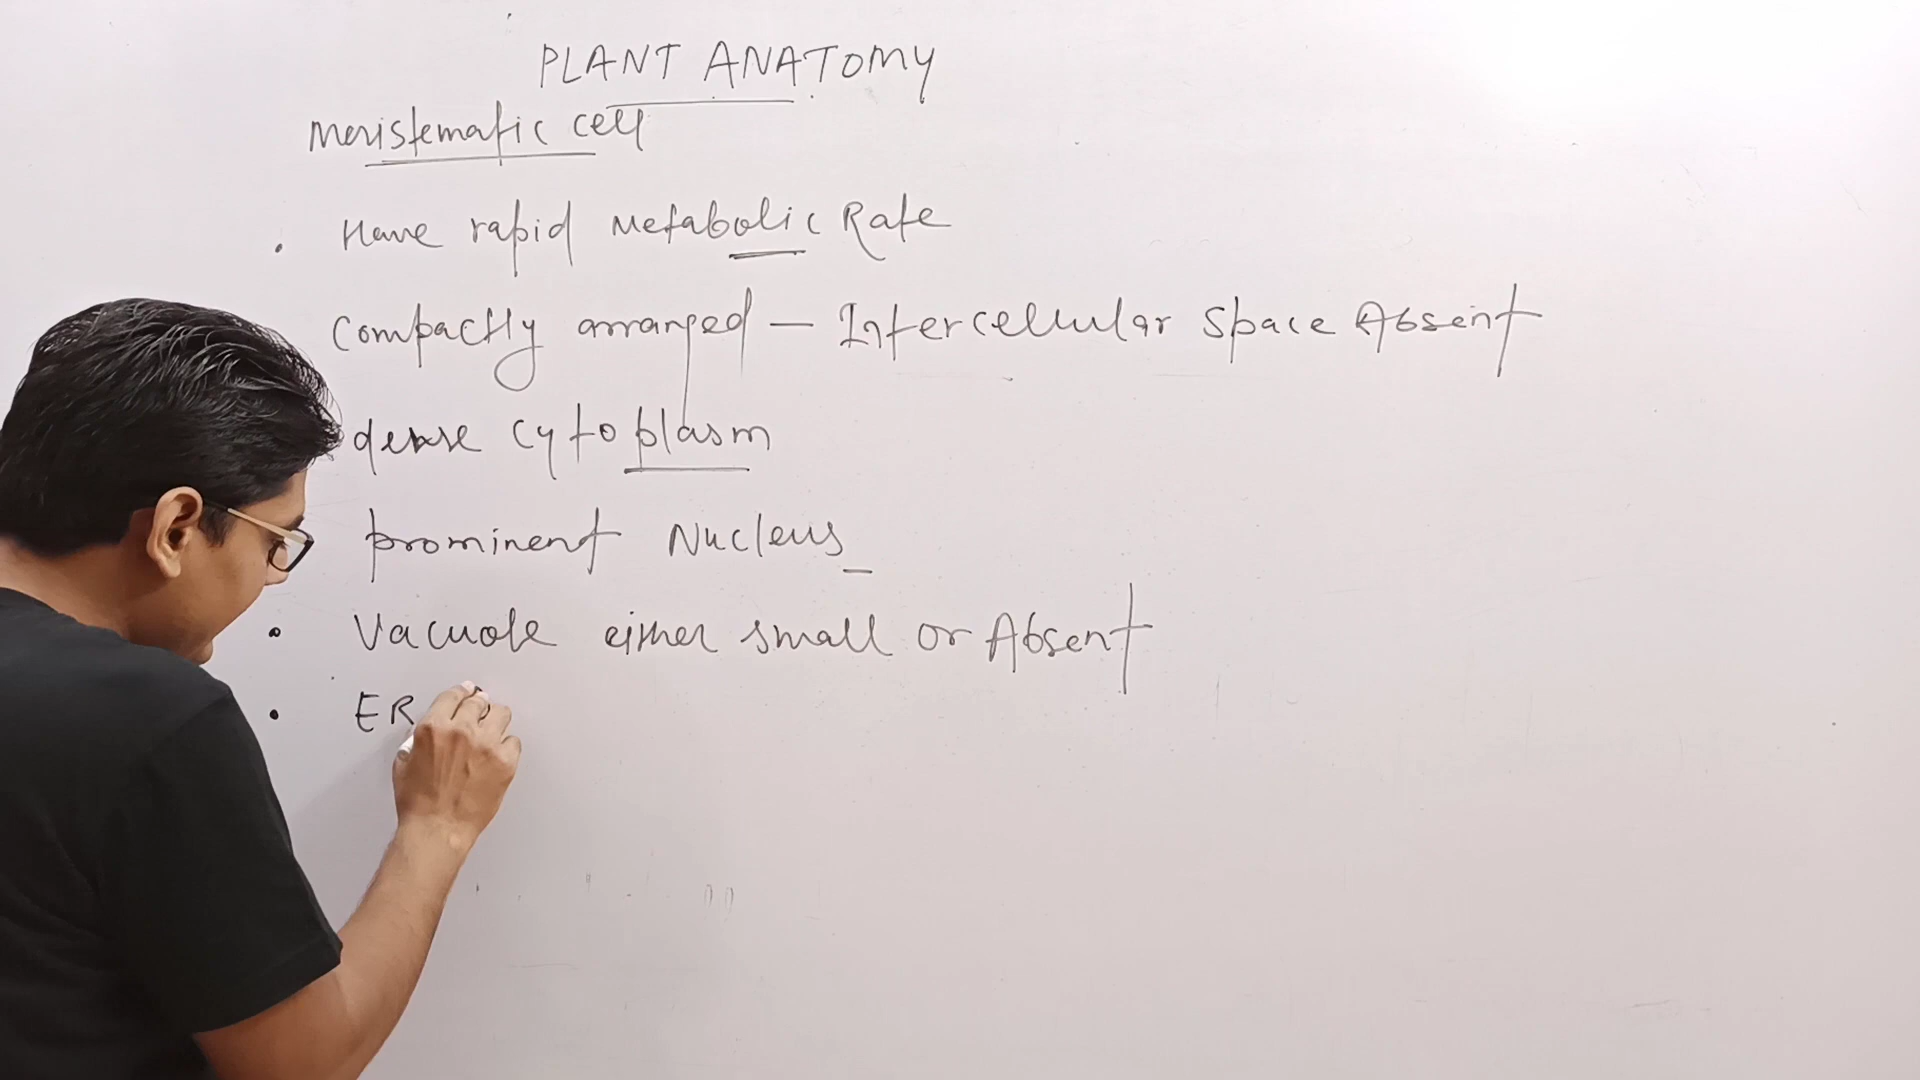 PLANT ANATOMY
Meristematic cell
. Have rapid Metabolic Rate
Compactly arranged — Intercellular Space Absent
dense Cytoplasm
prominent Nucleus
• Vacuole either small or Absent
• ER